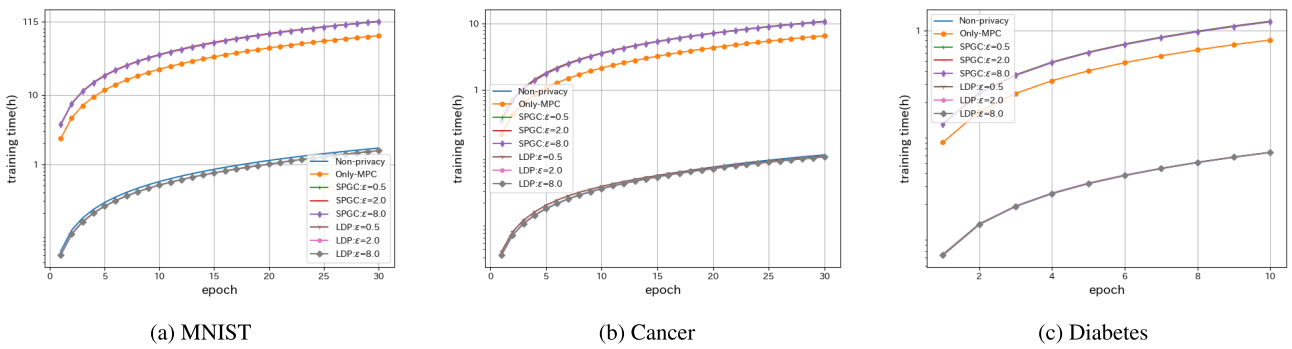 115
10
1
training time(h)
0
5
10
15
20
25
30
epoch
Non-privacy
Only-MPC
SPGC:ε=0.5
SPGC:ε=2.0
SPGC:ε=8.0
LDP:ε=0.5
LDP:ε=2.0
LDP:ε=8.0
(a) MNIST
10
1
training time(h)
0
5
10
15
20
25
30
epoch
Non-privacy
Only-MPC
SPGC:ε=0.5
SPGC:ε=2.0
SPGC:ε=8.0
LDP:ε=0.5
LDP:ε=2.0
LDP:ε=8.0
(b) Cancer
1
training time(h)
2
4
6
8
10
epoch
Non-privacy
Only-MPC
SPGC:ε=0.5
SPGC:ε=2.0
SPGC:ε=8.0
LDP:ε=0.5
LDP:ε=2.0
LDP:ε=8.0
(c) Diabetes